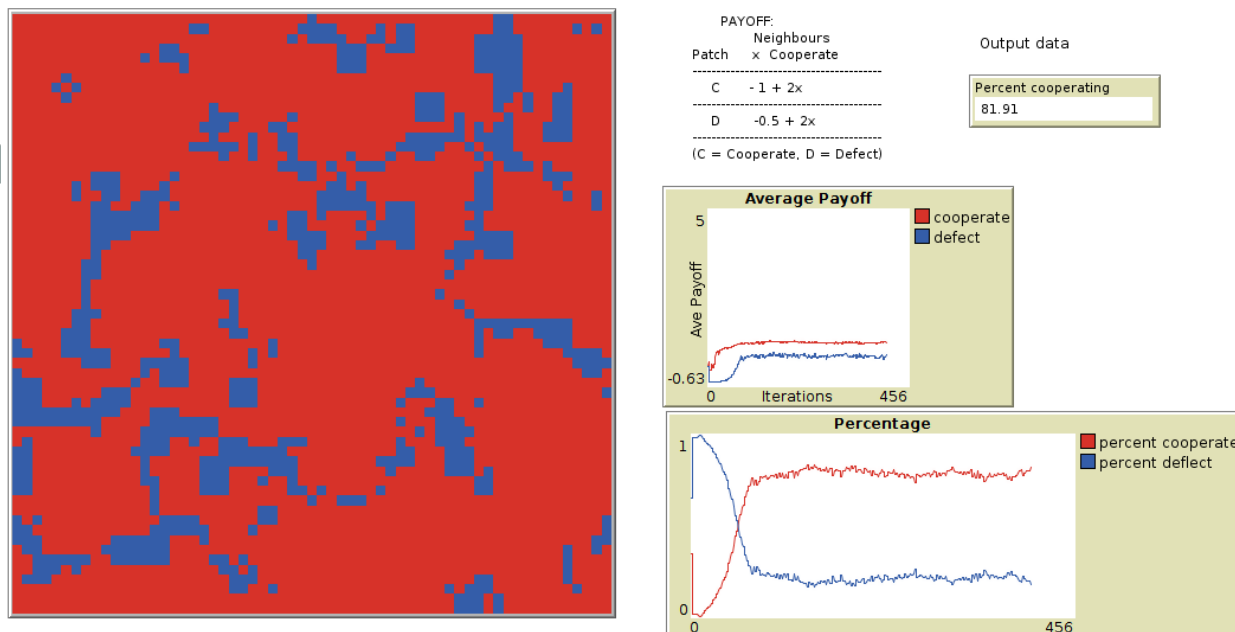 PAYOFF:
Neighbours
Patch x Cooperate
---------------------------------------------
C - 1 + 2x
---------------------------------------------
D -0.5 + 2x
---------------------------------------------
(C = Cooperate, D = Defect)
Output data
Percent cooperating
81.91
Average Payoff
5
Ave Payoff
-0.63
0 Iterations 456
cooperate
defect
Percentage
1
0
0 456
percent cooperate
percent deflect